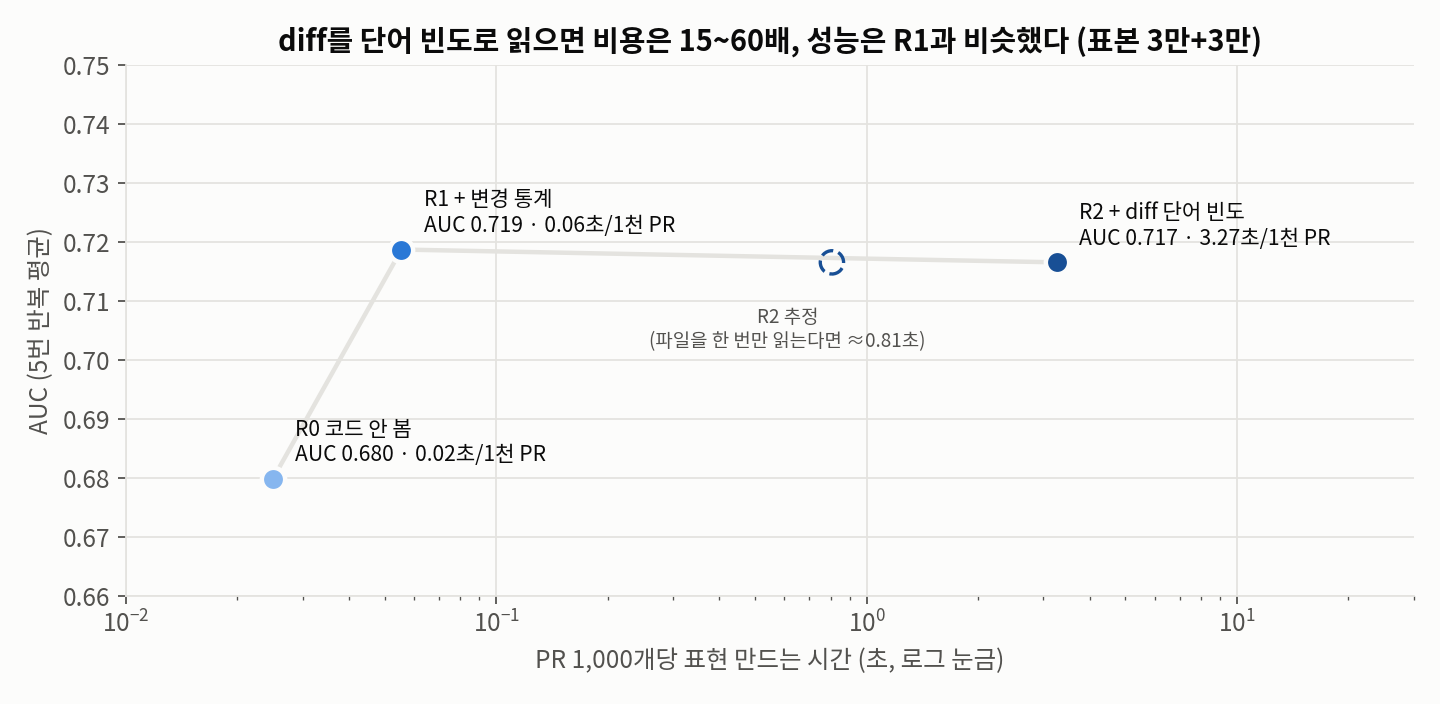 diff를 단어 빈도로 읽으면 비용은 15~60배, 성능은 R1과 비슷했다 (표본 3만+3만)
AUC (5번 반복 평균)
0.75
0.74
0.73
0.72
0.71
0.70
0.69
0.68
0.67
0.66
R1 + 변경 통계
AUC 0.719 · 0.06초/1천 PR
R2 + diff 단어 빈도
AUC 0.717 · 3.27초/1천 PR
R2 추정
(파일을 한 번만 읽는다면 ≈0.81초)
R0 코드 안 봄
AUC 0.680 · 0.02초/1천 PR
10⁻² 10⁻¹ 10⁰ 10¹
PR 1,000개당 표현 만드는 시간 (초, 로그 눈금)